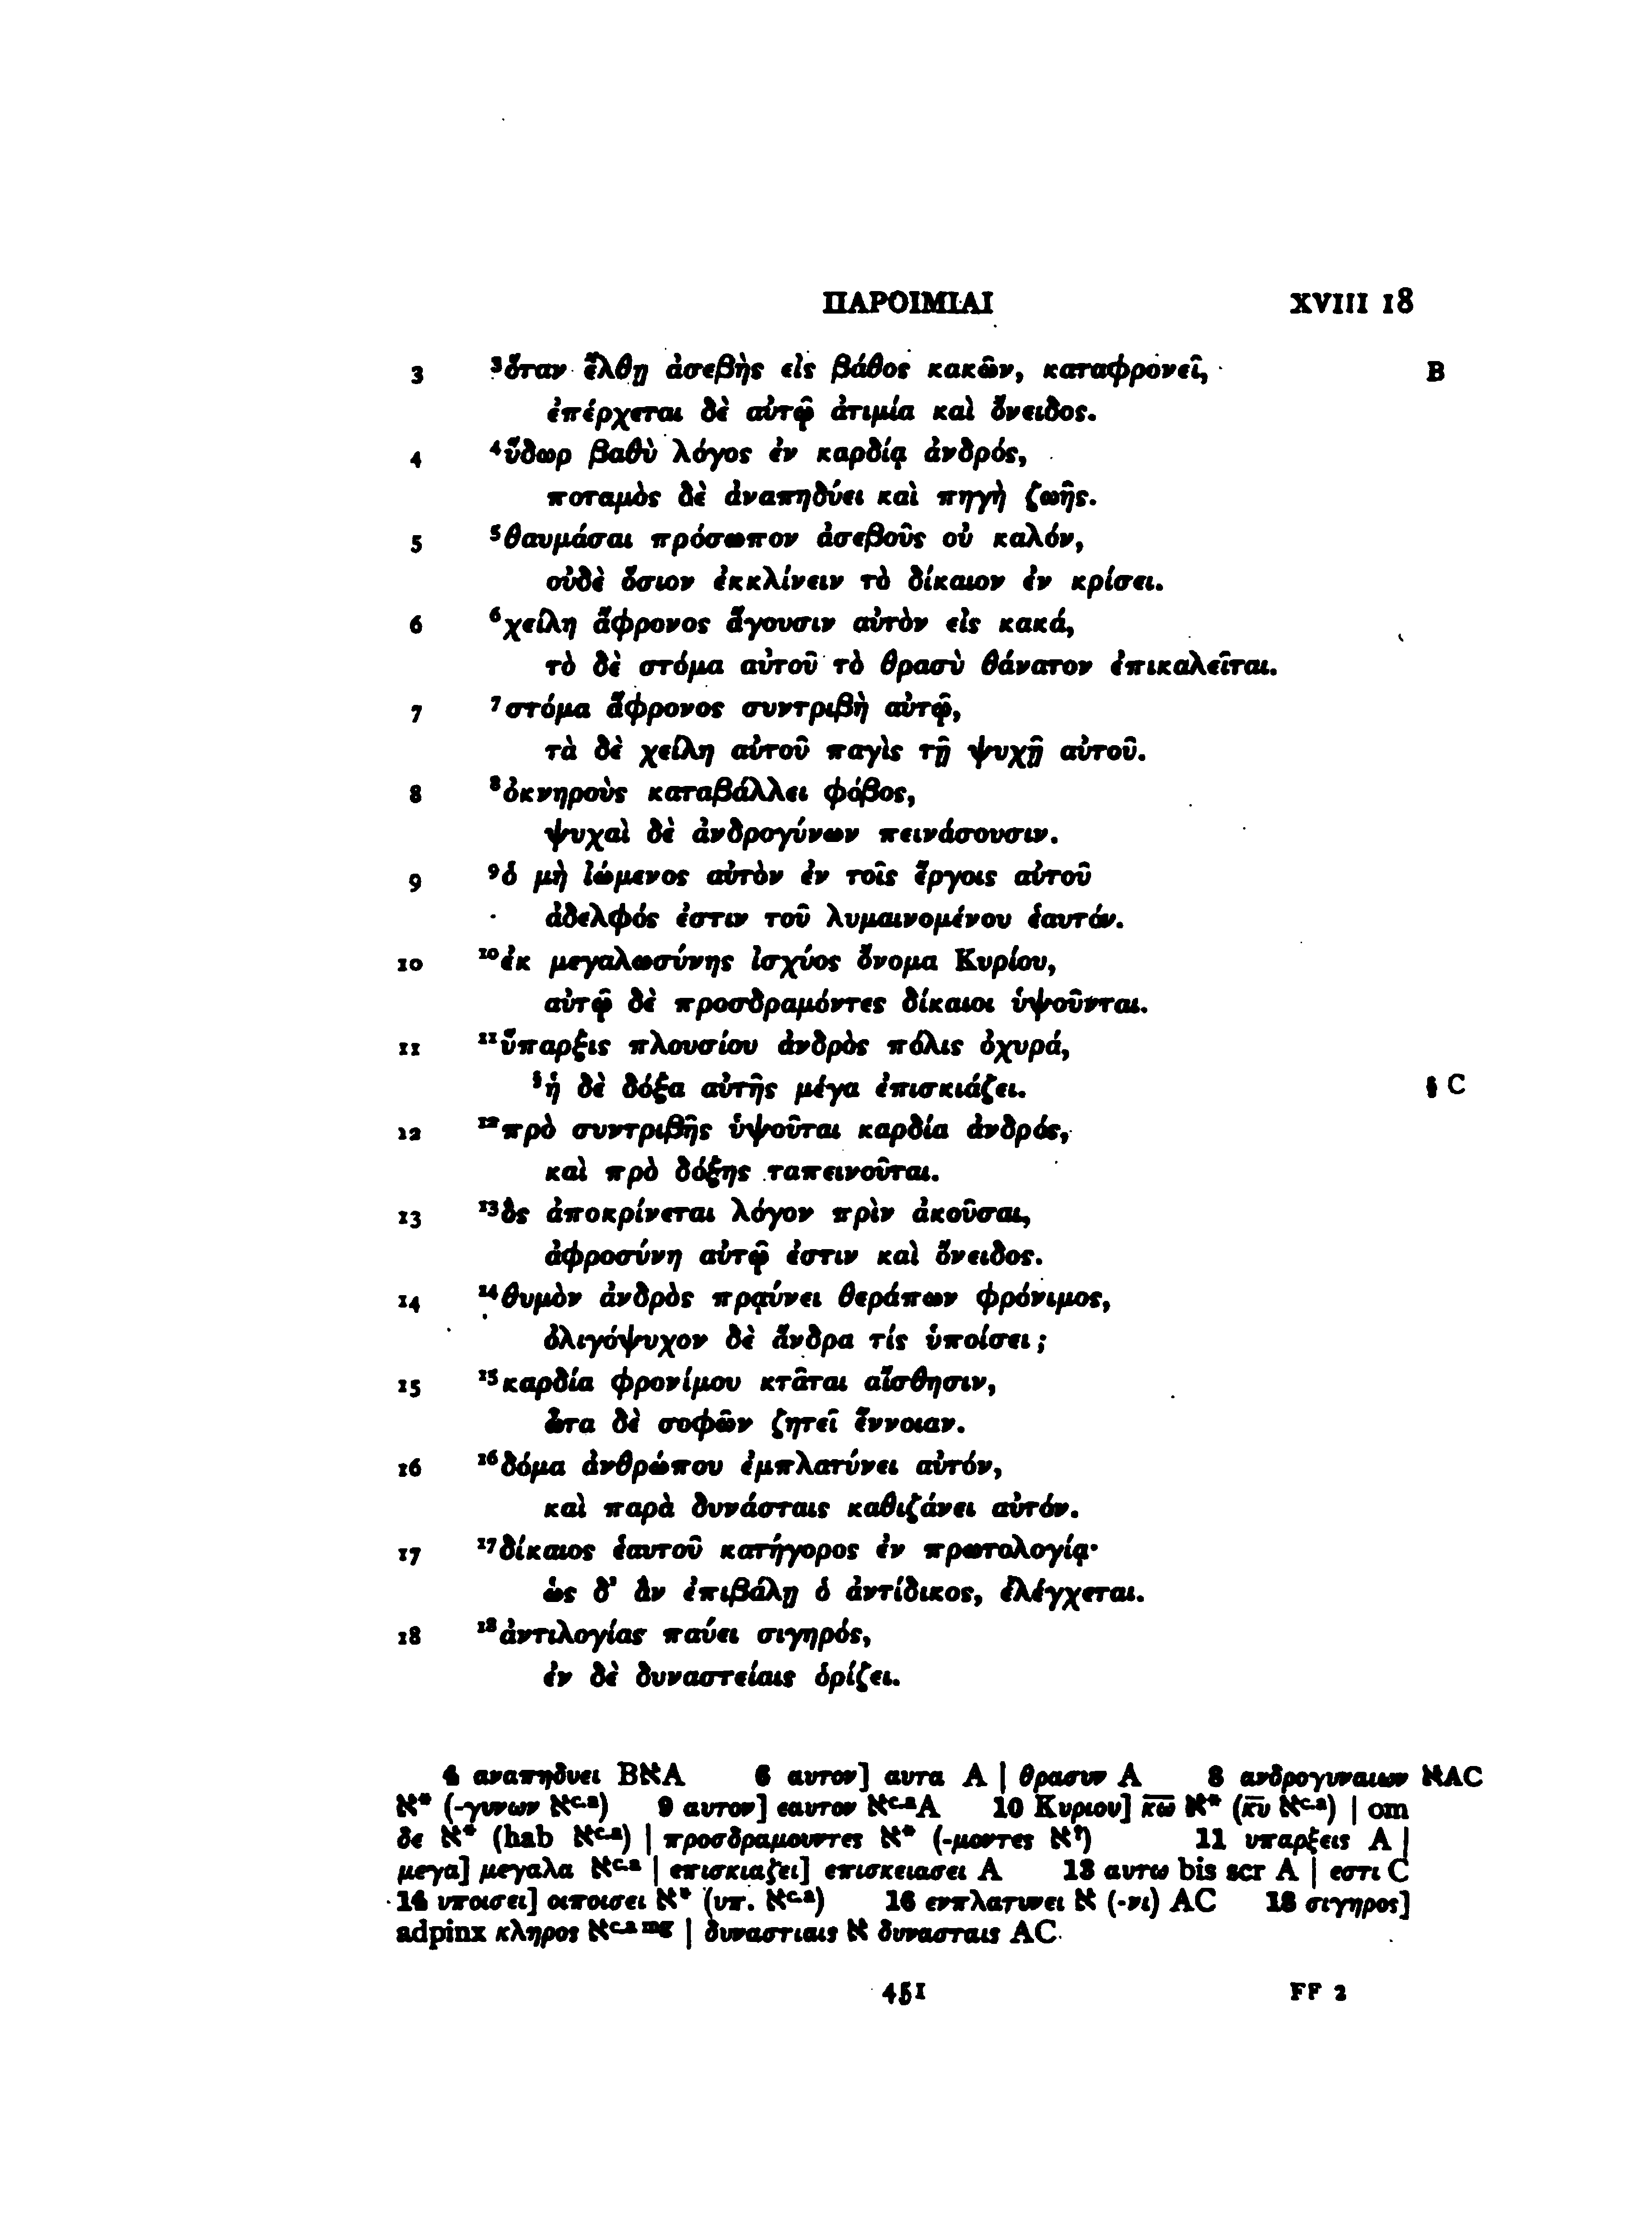 ΠΑΡΟΙΜΙΑΙ XVIII 18
3 ³ὅταν ἔλθῃ ἀσεβὴς εἰς βάθος κακῶν, καταφρονεῖ, B
ἐπέρχεται δὲ αὐτῷ ἀτιμία καὶ ὄνειδος.
4 ⁴ὕδωρ βαθὺ λόγος ἐν καρδίᾳ ἀνδρός,
ποταμὸς δὲ ἀναπηδύει καὶ πηγὴ ζωῆς.
5 ⁵θαυμάσαι πρόσωπον ἀσεβοῦς οὐ καλόν,
οὐδὲ ὅσιον ἐκκλίνειν τὸ δίκαιον ἐν κρίσει.
6 ⁶χείλη ἄφρονος ἄγουσιν αὐτὸν εἰς κακά,
τὸ δὲ στόμα αὐτοῦ τὸ θρασὺ θάνατον ἐπικαλεῖται.
7 ⁷στόμα ἄφρονος συντριβὴ αὐτῷ,
τὰ δὲ χείλη αὐτοῦ παγὶς τῇ ψυχῇ αὐτοῦ.
8 ⁸ὀκνηροὺς καταβάλλει φόβος,
ψυχαὶ δὲ ἀνδρογύνων πεινάσουσιν.
9 ⁹ὁ μὴ ἰώμενος αὑτὸν ἐν τοῖς ἔργοις αὐτοῦ
ἀδελφός ἐστιν τοῦ λυμαινομένου ἑαυτόν.
10 ¹⁰ἐκ μεγαλωσύνης ἰσχύος ὄνομα Κυρίου,
αὐτῷ δὲ προσδραμόντες δίκαιοι ὑψοῦνται.
11 ¹¹ὕπαρξις πλουσίου ἀνδρὸς πόλις ὀχυρά,
§ἡ δὲ δόξα αὐτῆς μέγα ἐπισκιάζει. § C
12 ¹²πρὸ συντριβῆς ὑψοῦται καρδία ἀνδρός,
καὶ πρὸ δόξης ταπεινοῦται.
13 ¹³ὃς ἀποκρίνεται λόγον πρὶν ἀκοῦσαι,
ἀφροσύνη αὐτῷ ἐστιν καὶ ὄνειδος.
14 ¹⁴θυμὸν ἀνδρὸς πραΰνει θεράπων φρόνιμος,
ὀλιγόψυχον δὲ ἄνδρα τίς ὑποίσει;
15 ¹⁵καρδία φρονίμου κτᾶται αἴσθησιν,
ὦτα δὲ σοφῶν ζητεῖ ἔννοιαν.
16 ¹⁶δόμα ἀνθρώπου ἐμπλατύνει αὐτόν,
καὶ παρὰ δυνάσταις καθιζάνει αὐτόν.
17 ¹⁷δίκαιος ἑαυτοῦ κατήγορος ἐν πρωτολογίᾳ·
ὡς δ’ ἂν ἐπιβάλῃ ὁ ἀντίδικος, ἐλέγχεται.
18 ¹⁸ἀντιλογίας παύει σιγηρός,
ἐν δὲ δυναστείαις ὁρίζει.
4 αναπηδυει BאA 6 αυτον] αυτα A | θρασυν A 8 ανδρογυναιων אAC
א* (-γυνων אᶜ·ᵃ) 9 αυτον] εαυτον אᶜ·ᵃA 10 Κυριου] κ̅ω̅ א* (κ̅υ̅ אᶜ·ᵃ) | om
δε א* (hab אᶜ·ᵃ) | προσδραμουντες א* (-μοντες א?) 11 υπαρξεις A |
μεγα] μεγαλα אᶜ·ᵃ | επισκιαζει] επισκειασει A 13 αυτω bis scr A | εστι C
14 υποισει] οιποισει א* (υπ. אᶜ·ᵃ) 16 ενπλατυνει א (-νι) AC 18 σιγηρος]
adpinx κληρος אᶜ·ᵃ ᵐᵍ | δυναστιαις א δυνασταις AC
451 FF 2